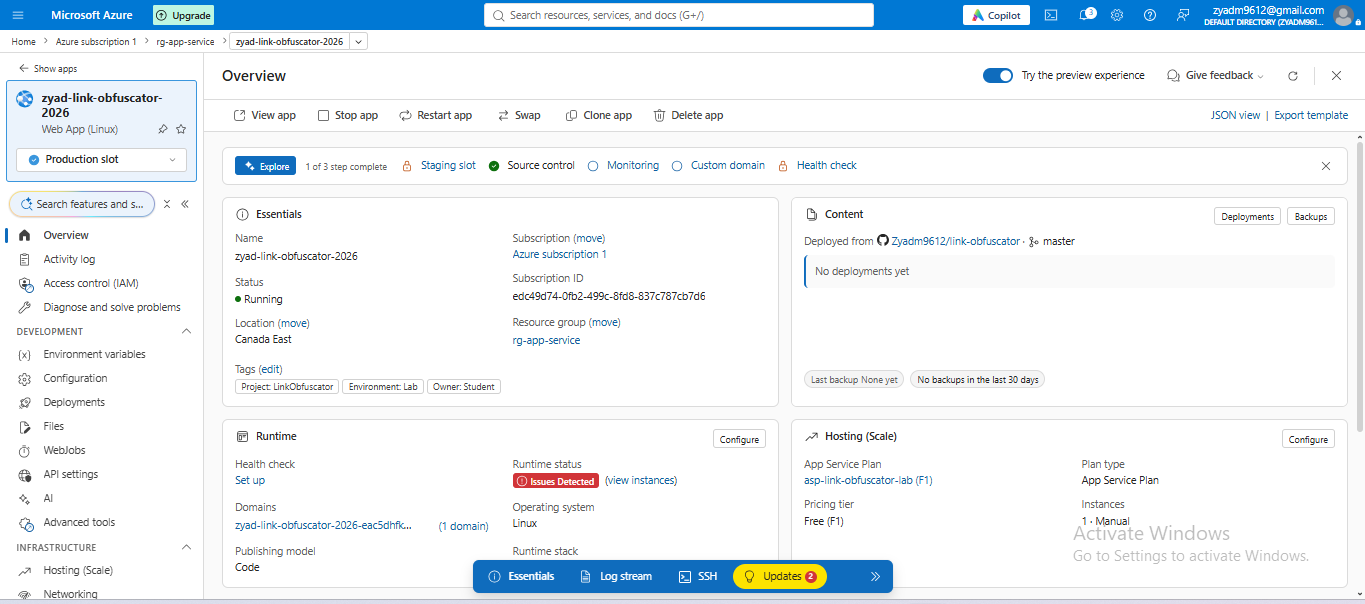 Microsoft Azure
Upgrade
Search resources, services, and docs (G+/)
Copilot
3
zyadm9612@gmail.com
DEFAULT DIRECTORY (ZYADM961...
Home > Azure subscription 1 > rg-app-service > zyad-link-obfuscator-2026
Show apps
zyad-link-obfuscator-
2026
Web App (Linux)
Production slot
Search features and s...
Overview
Activity log
Access control (IAM)
Diagnose and solve problems
DEVELOPMENT
Environment variables
Configuration
Deployments
Files
WebJobs
API settings
AI
Advanced tools
INFRASTRUCTURE
Hosting (Scale)
Networking
Overview
Try the preview experience
Give feedback
View app
Stop app
Restart app
Swap
Clone app
Delete app
JSON view | Export template
Explore
1 of 3 step complete
Staging slot
Source control
Monitoring
Custom domain
Health check
Essentials
Name
zyad-link-obfuscator-2026
Status
Running
Location (move)
Canada East
Tags (edit)
Project: LinkObfuscator
Environment: Lab
Owner: Student
Subscription (move)
Azure subscription 1
Subscription ID
edc49d74-0fb2-499c-8fd8-837c787cb7d6
Resource group (move)
rg-app-service
Content
Deployments
Backups
Deployed from Zyadm9612/link-obfuscator · master
No deployments yet
Last backup None yet
No backups in the last 30 days
Runtime
Configure
Health check
Set up
Domains
zyad-link-obfuscator-2026-eac5dhfk... (1 domain)
Publishing model
Code
Runtime status
Issues Detected (view instances)
Operating system
Linux
Runtime stack
Hosting (Scale)
Configure
App Service Plan
asp-link-obfuscator-lab (F1)
Pricing tier
Free (F1)
Plan type
App Service Plan
Instances
1 · Manual
Activate Windows
Go to Settings to activate Windows.
Essentials
Log stream
SSH
Updates 2